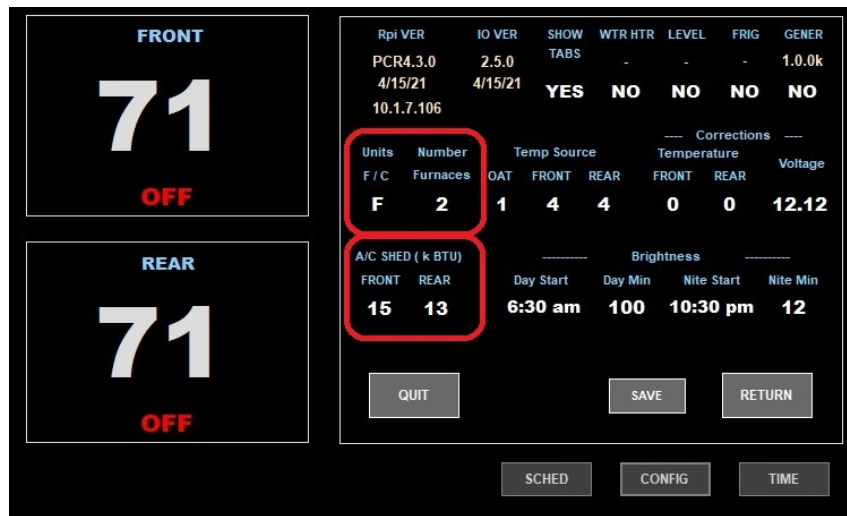 FRONT
71
OFF
REAR
71
OFF
Rpi VER IO VER SHOW TABS WTR HTR LEVEL FRIG GENER
PCR4.3.0 2.5.0 - - - 1.0.0k
4/15/21 4/15/21 YES NO NO NO NO
10.1.7.106
---- Corrections ----
Units Number Temp Source Temperature Voltage
F / C Furnaces OAT FRONT REAR FRONT REAR
F 2 1 4 4 0 0 12.12
A/C SHED ( k BTU) ---------- Brightness ----------
FRONT REAR Day Start Day Min Nite Start Nite Min
15 13 6:30 am 100 10:30 pm 12
QUIT SAVE RETURN
SCHED CONFIG TIME